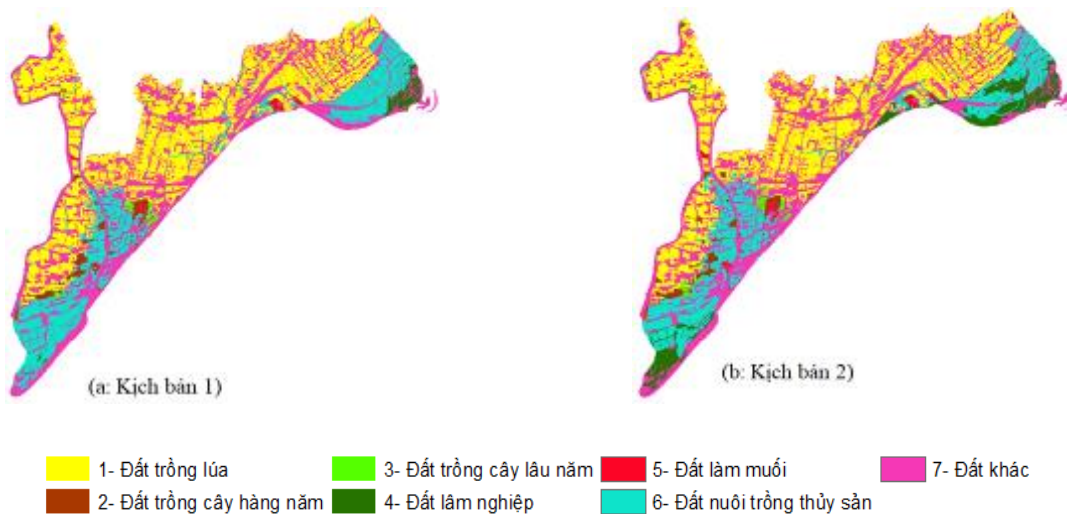 (a: Kịch bản 1)
(b: Kịch bản 2)
1- Đất trồng lúa
3- Đất trồng cây lâu năm
5- Đất làm muối
7- Đất khác
2- Đất trồng cây hàng năm
4- Đất lâm nghiệp
6- Đất nuôi trồng thủy sản